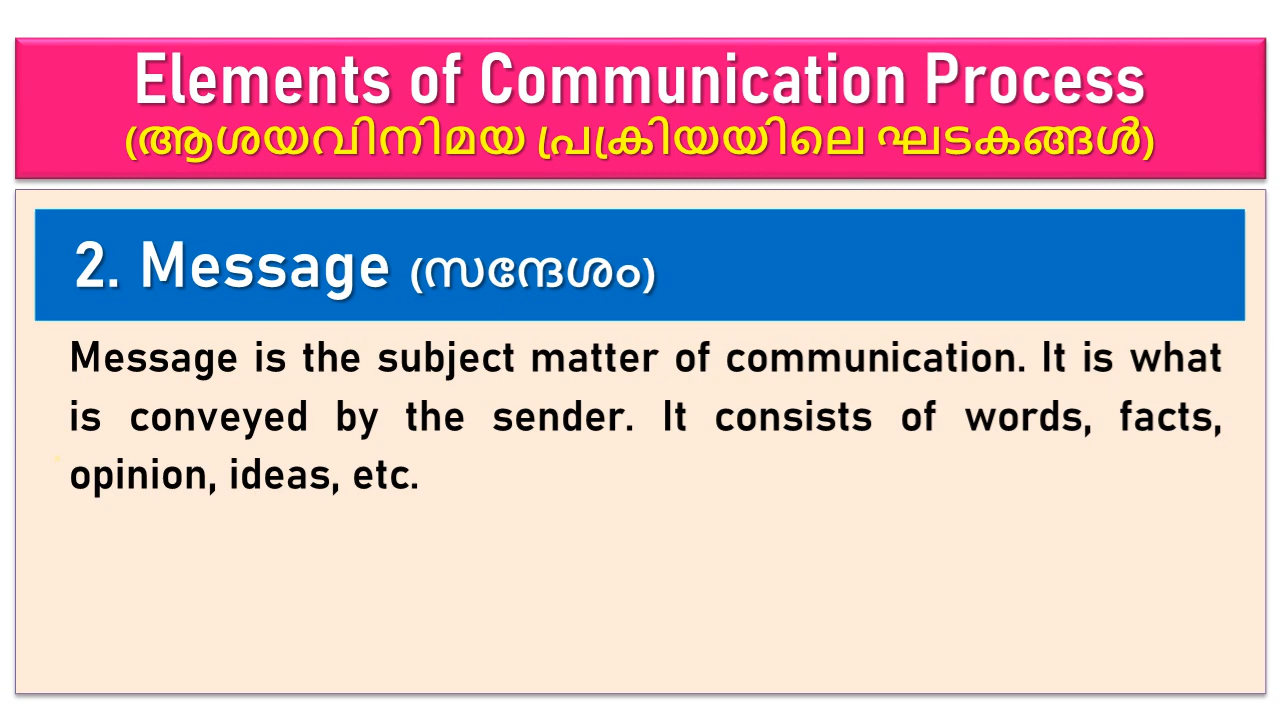 Elements of Communication Process
(ആശയവിനിമയ പ്രക്രിയയിലെ ഘടകങ്ങൾ)
2. Message (സന്ദേശം)
Message is the subject matter of communication. It is what
is conveyed by the sender. It consists of words, facts,
opinion, ideas, etc.